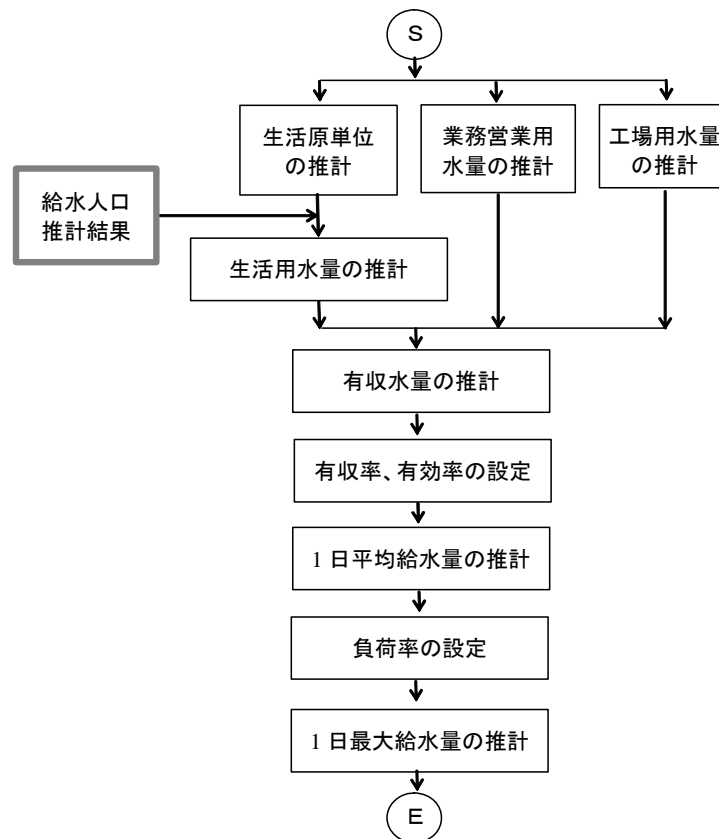 S
生活原単位
の推計
業務営業用
水量の推計
工場用水量
の推計
給水人口
推計結果
生活用水量の推計
有収水量の推計
有収率、有効率の設定
1 日平均給水量の推計
負荷率の設定
1 日最大給水量の推計
E